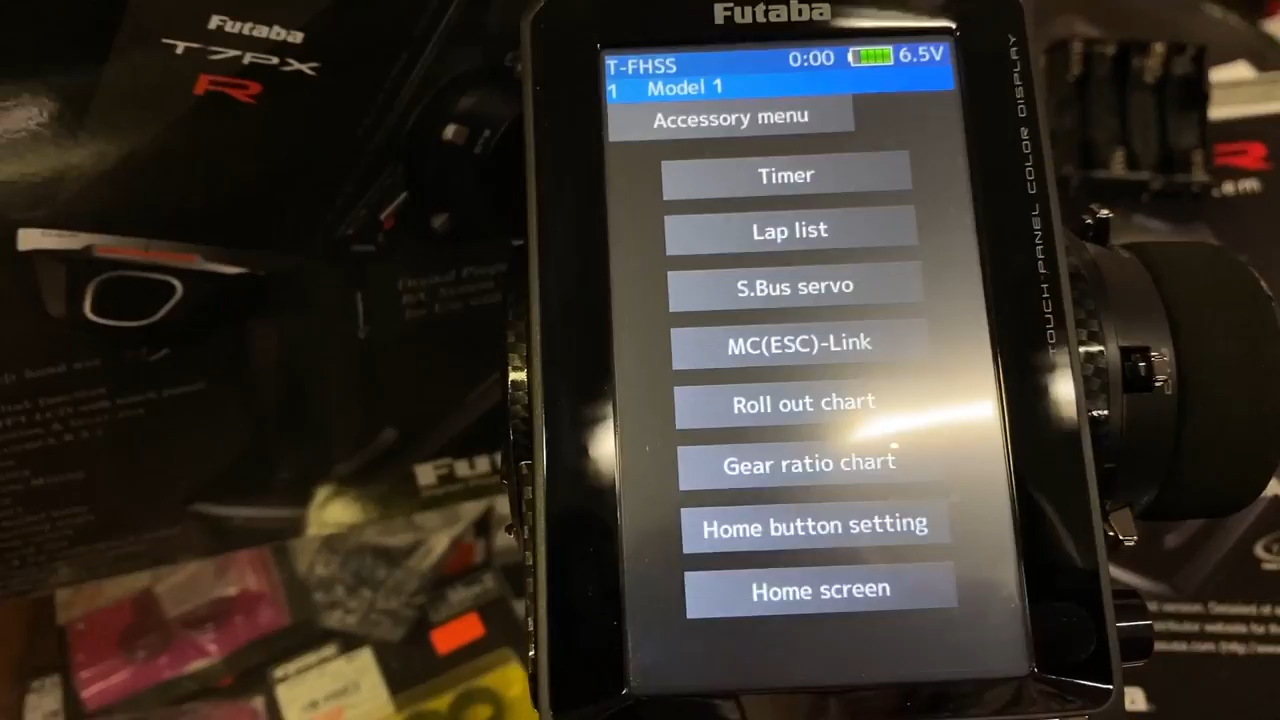 Futaba
T7PX
R
Futaba
T-FHSS 0:00 6.5V
1 Model 1
Accessory menu
Timer
Lap list
S.Bus servo
MC(ESC)-Link
Roll out chart
Gear ratio chart
Home button setting
Home screen
TOUCH-PANEL COLOR DISPLAY
R